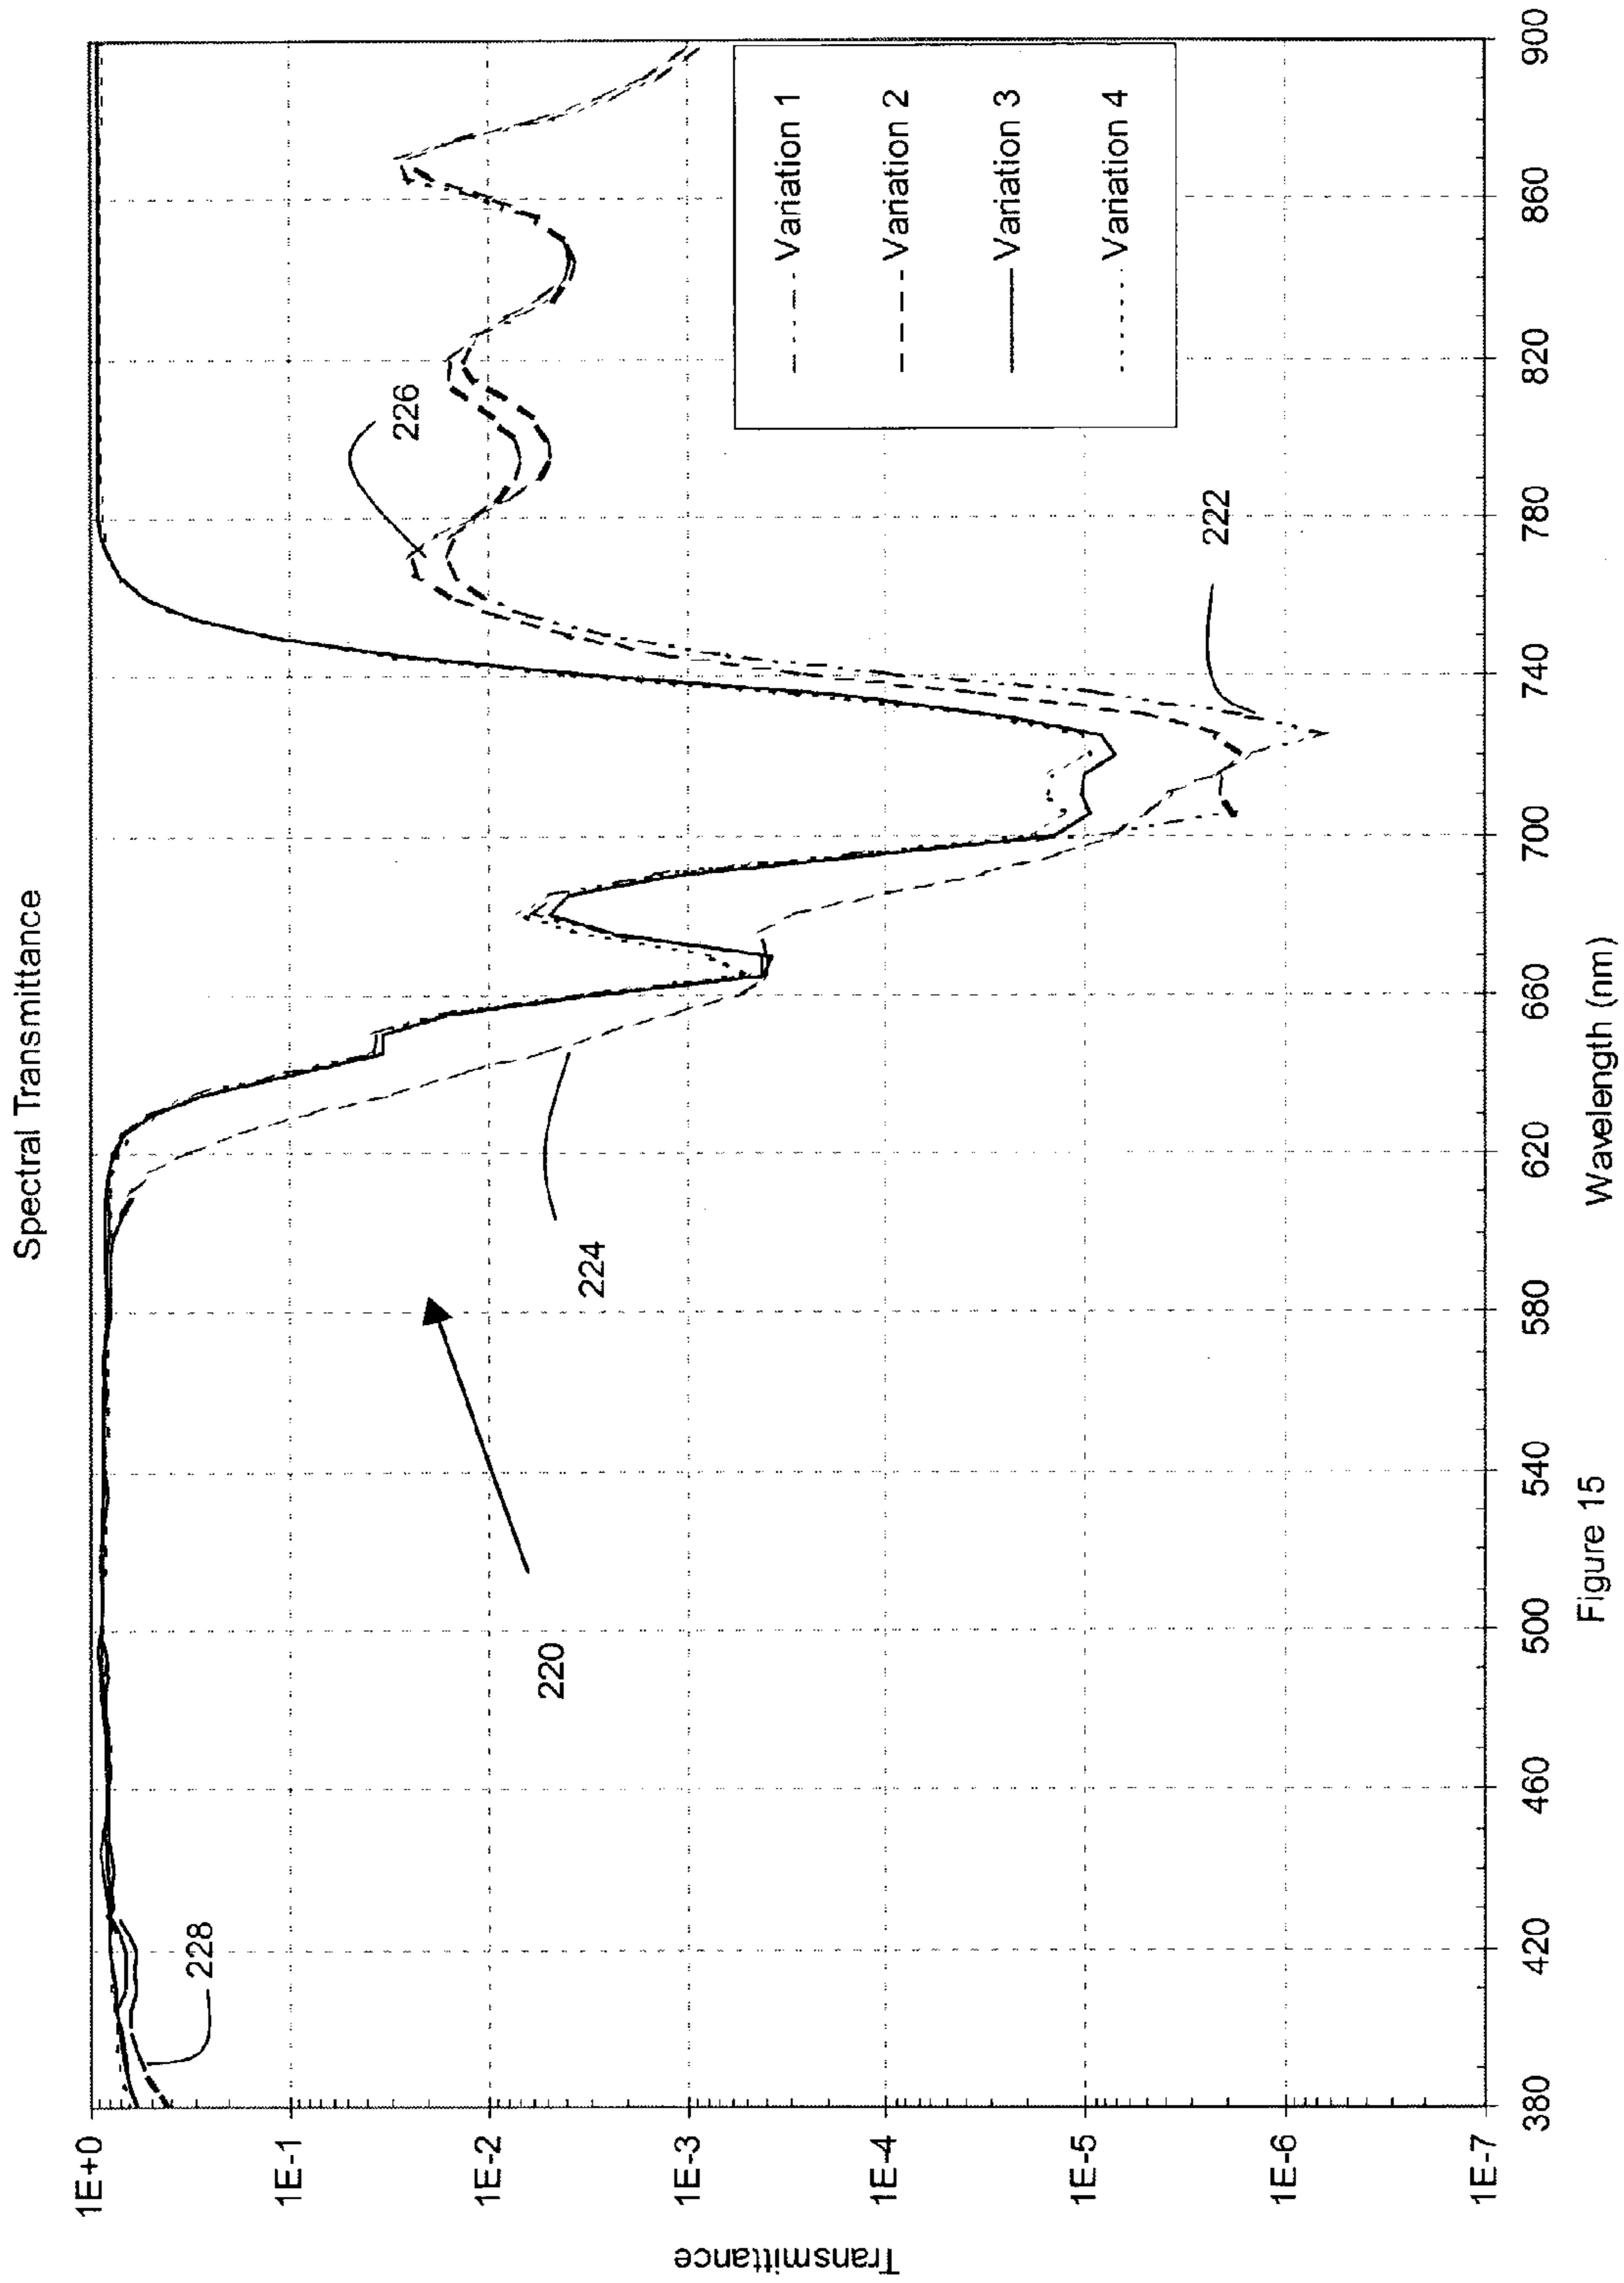 Spectral Transmittance
Transmittance
1E+0
1E-1
1E-2
1E-3
1E-4
1E-5
1E-6
1E-7
228
220
224
226
222
Variation 1
Variation 2
Variation 3
Variation 4
380 420 460 500 540 580 620 660 700 740 780 820 860 900
Wavelength (nm)
Figure 15